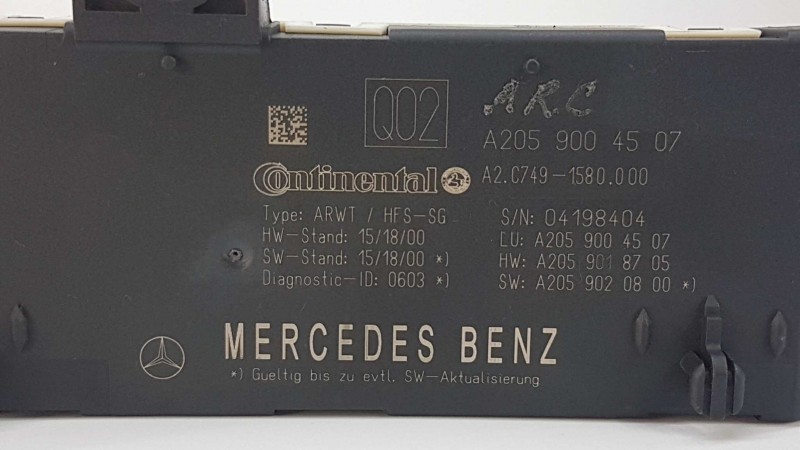 Q02
ARC
A205 900 45 07
Continental
A2.C749-1580.000
Type: ARWT / HFS-SG
S/N: 04198404
HW-Stand: 15/18/00
LU: A205 900 45 07
SW-Stand: 15/18/00 *)
HW: A205 901 87 05
Diagnostic-ID: 0603 *)
SW: A205 902 08 00 *)
MERCEDES BENZ
*) Gueltig bis zu evtl. SW-Aktualisierung